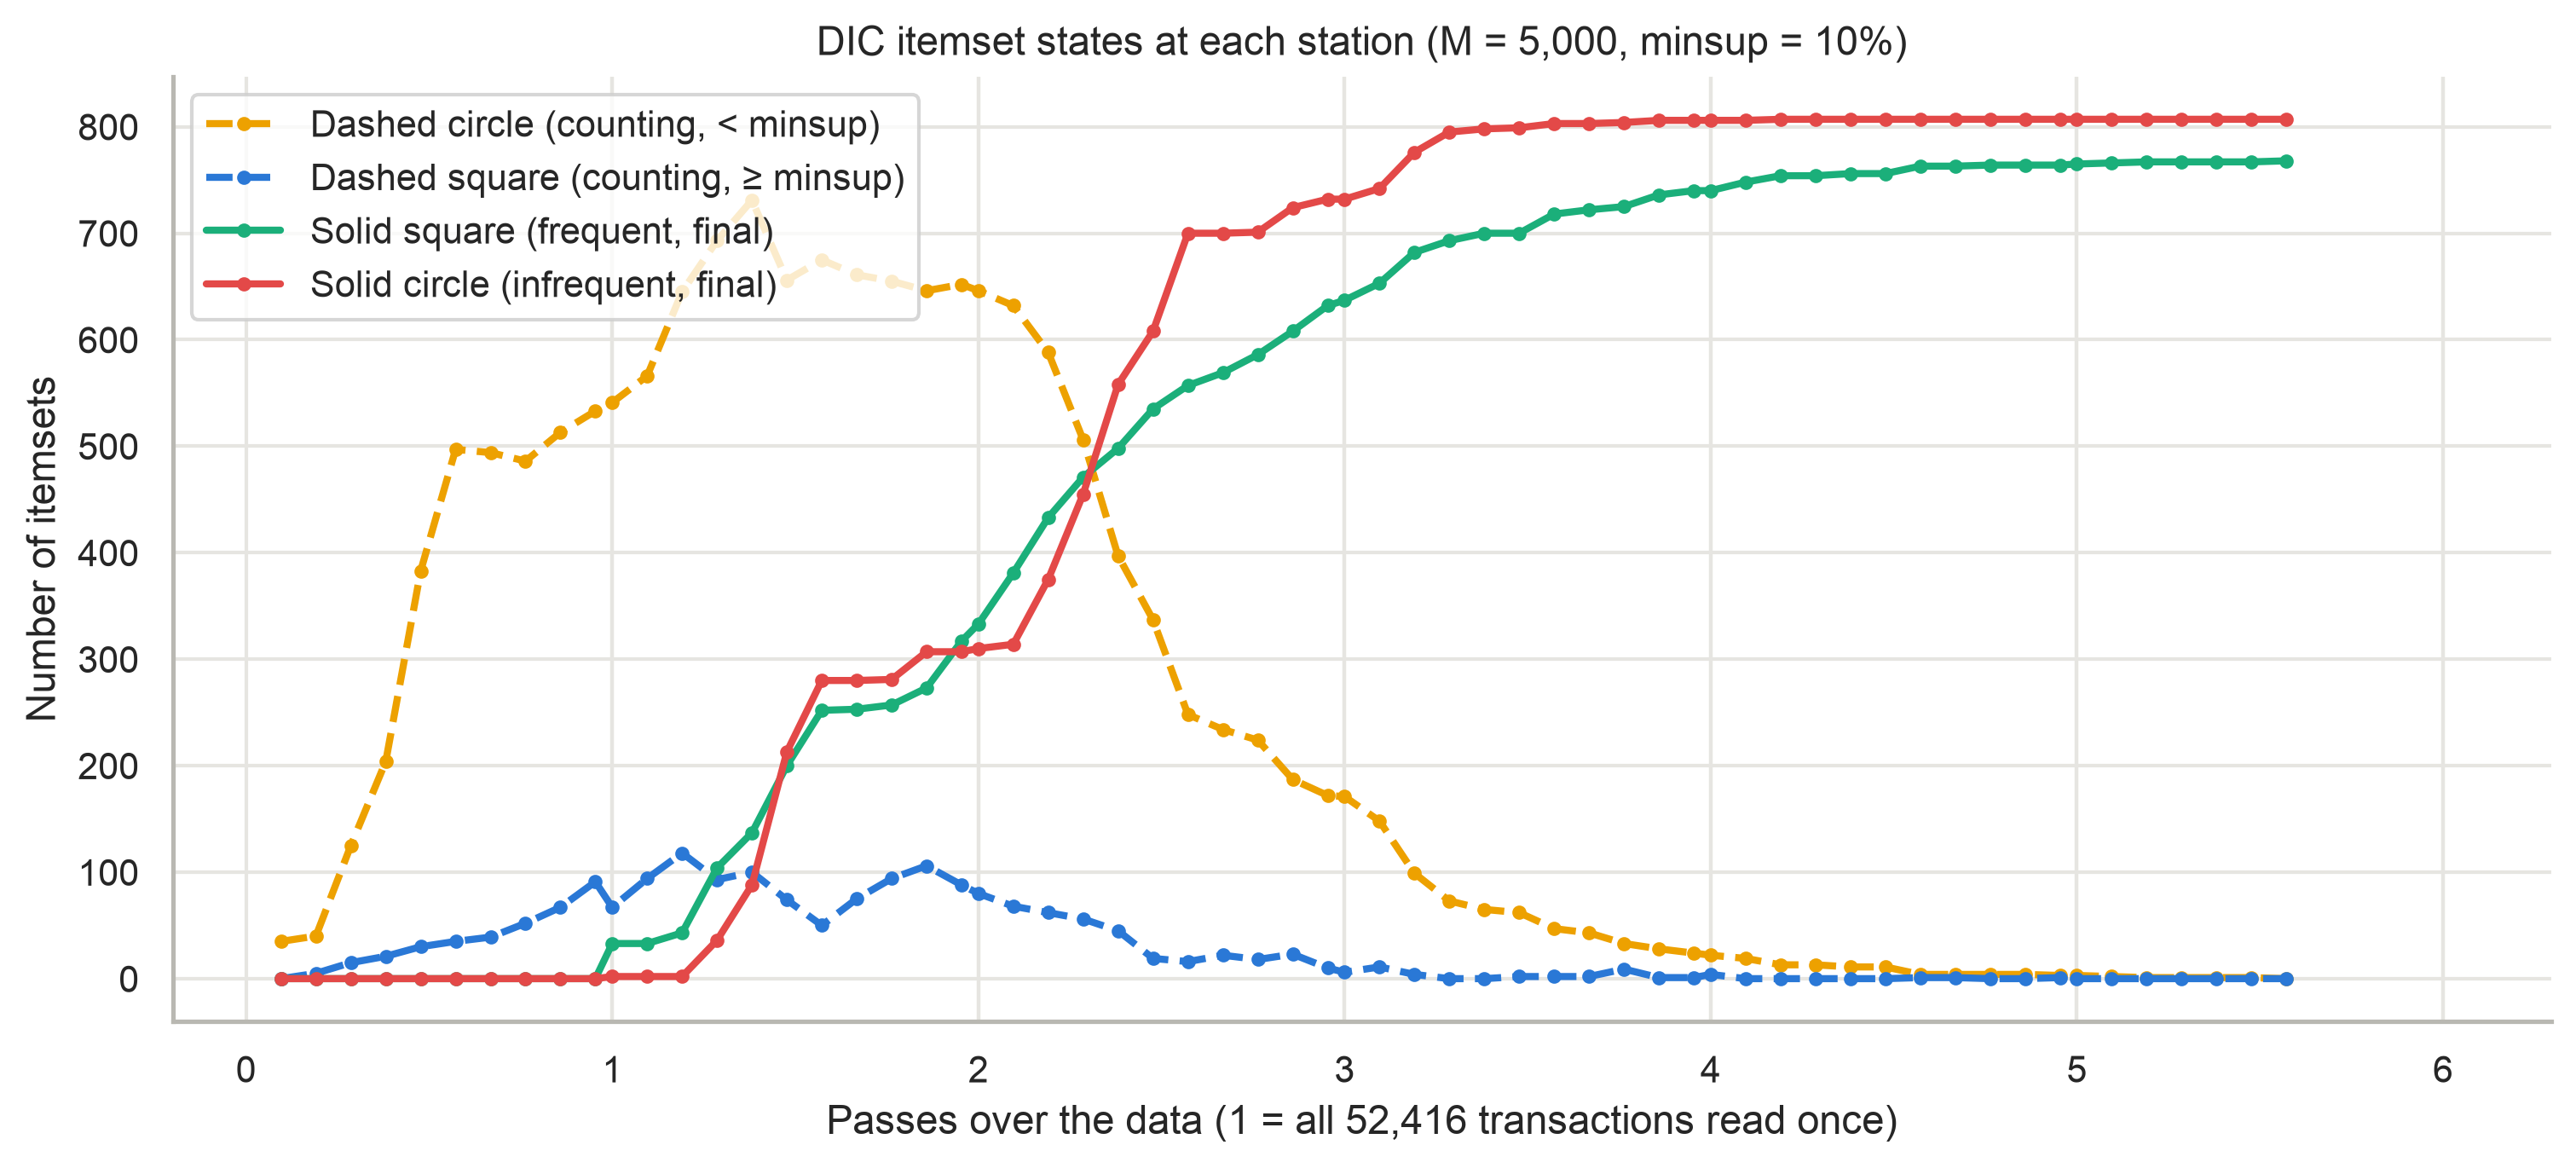 DIC itemset states at each station (M = 5,000, minsup = 10%)
Dashed circle (counting, < minsup)
Dashed square (counting, ≥ minsup)
Solid square (frequent, final)
Solid circle (infrequent, final)
Number of itemsets
800
700
600
500
400
300
200
100
0
0 1 2 3 4 5 6
Passes over the data (1 = all 52,416 transactions read once)